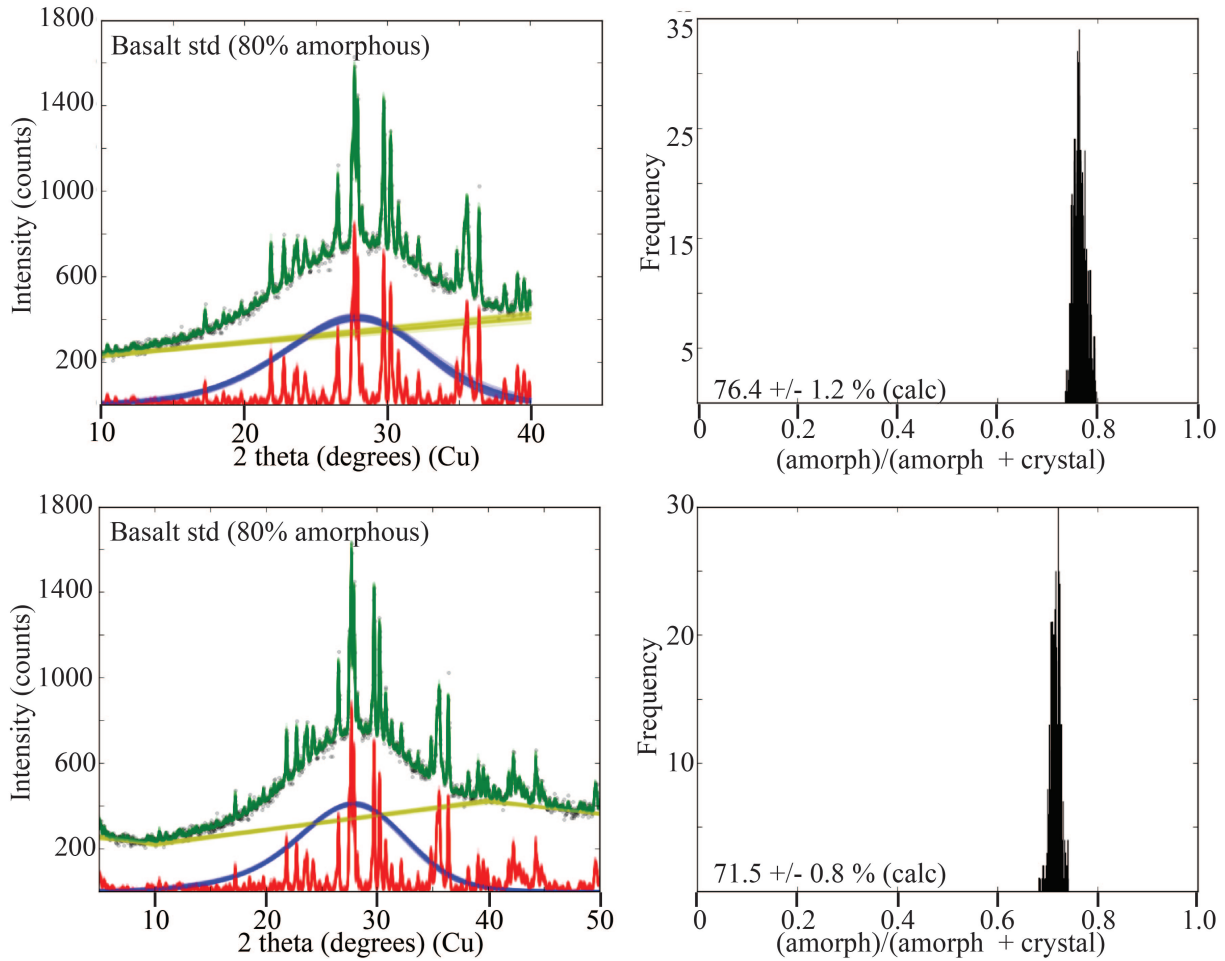 1800
Basalt std (80% amorphous)
1400
1000
600
200
Intensity (counts)
10 20 30 40
2 theta (degrees) (Cu)
35
25
15
5
Frequency
76.4 +/- 1.2 % (calc)
0 0.2 0.4 0.6 0.8 1.0
(amorph)/(amorph + crystal)
1800
Basalt std (80% amorphous)
1400
1000
600
200
Intensity (counts)
10 20 30 40 50
2 theta (degrees) (Cu)
30
20
10
Frequency
71.5 +/- 0.8 % (calc)
0 0.2 0.4 0.6 0.8 1.0
(amorph)/(amorph + crystal)